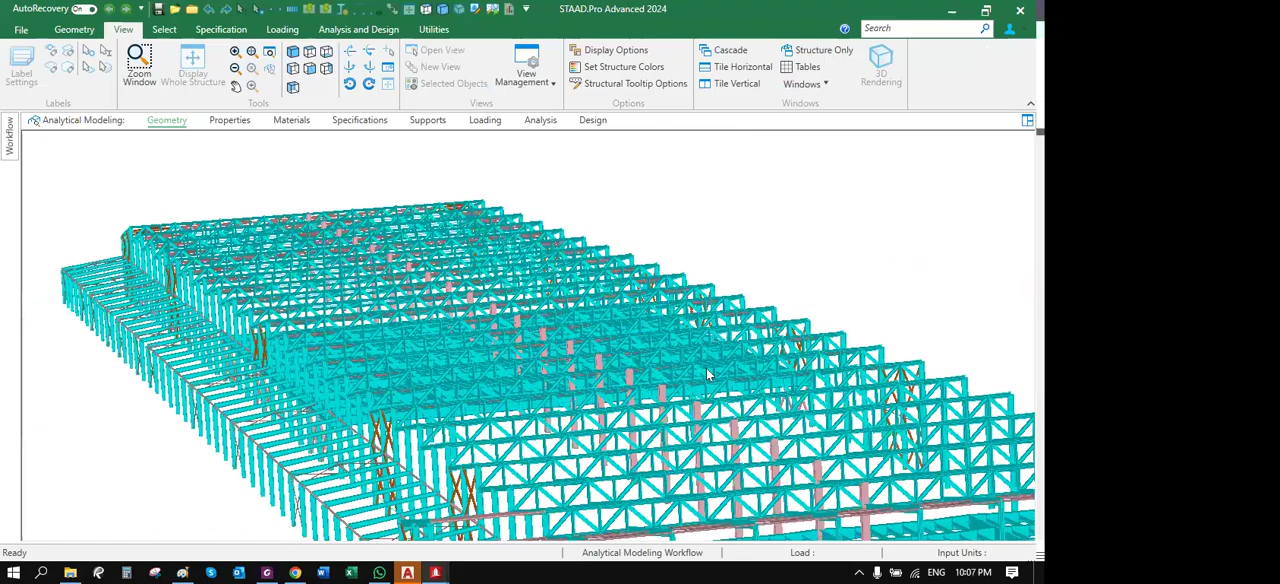 AutoRecovery On STAAD.Pro Advanced 2024
File Geometry View Select Specification Loading Analysis and Design Utilities Search
Label Settings
Zoom Window
Display Whole Structure
Open View
New View
Selected Objects
View Management
Display Options
Set Structure Colors
Structural Tooltip Options
Cascade
Tile Horizontal
Tile Vertical
Structure Only
Tables
Windows
3D Rendering
Labels Tools Views Options Windows
Workflow
Analytical Modeling: Geometry Properties Materials Specifications Supports Loading Analysis Design
Ready Analytical Modeling Workflow Load : Input Units :
ENG 10:07 PM